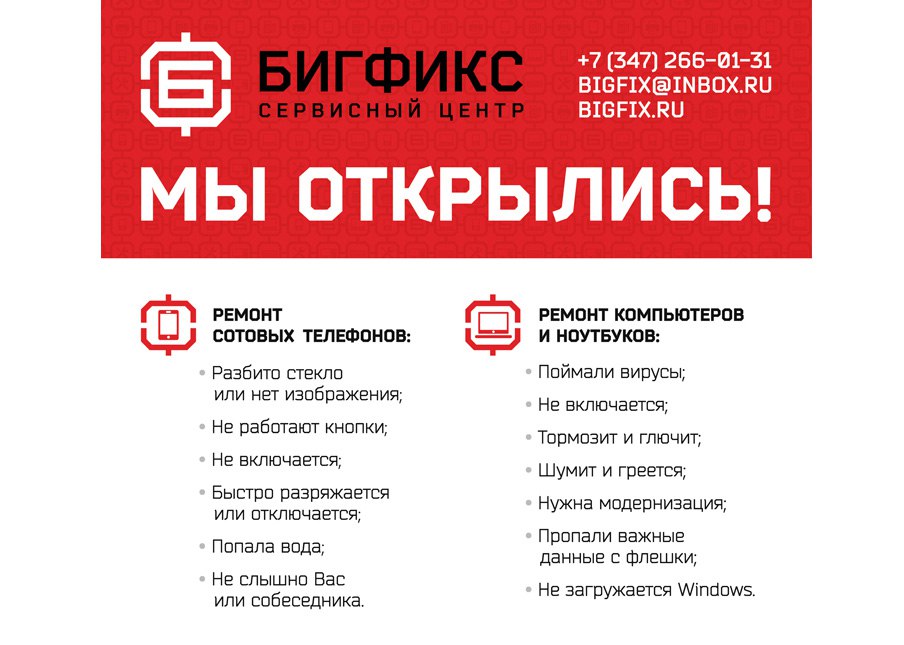 Б
БИГФИКС
СЕРВИСНЫЙ ЦЕНТР
+7 (347) 266-01-31
BIGFIX@INBOX.RU
BIGFIX.RU
МЫ ОТКРЫЛИСЬ!
РЕМОНТ
СОТОВЫХ ТЕЛЕФОНОВ:
• Разбито стекло
или нет изображения;
• Не работают кнопки;
• Не включается;
• Быстро разряжается
или отключается;
• Попала вода;
• Не слышно Вас
или собеседника.
РЕМОНТ КОМПЬЮТЕРОВ
И НОУТБУКОВ:
• Поймали вирусы;
• Не включается;
• Тормозит и глючит;
• Шумит и греется;
• Нужна модернизация;
• Пропали важные
данные с флешки;
• Не загружается Windows.